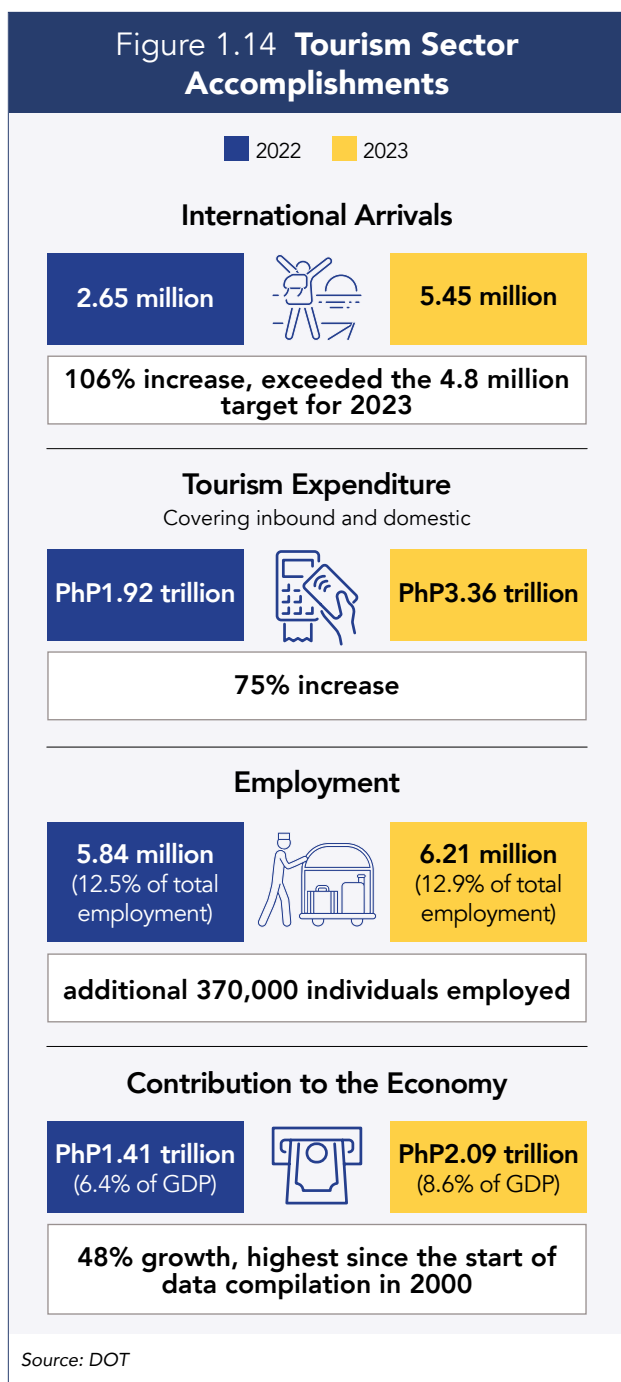 Figure 1.14 Tourism Sector
Accomplishments
2022
2023
International Arrivals
2.65 million
5.45 million
106% increase, exceeded the 4.8 million
target for 2023
Tourism Expenditure
Covering inbound and domestic
PhP1.92 trillion
PhP3.36 trillion
75% increase
Employment
5.84 million
(12.5% of total
employment)
6.21 million
(12.9% of total
employment)
additional 370,000 individuals employed
Contribution to the Economy
PhP1.41 trillion
(6.4% of GDP)
PhP2.09 trillion
(8.6% of GDP)
48% growth, highest since the start of
data compilation in 2000
Source: DOT